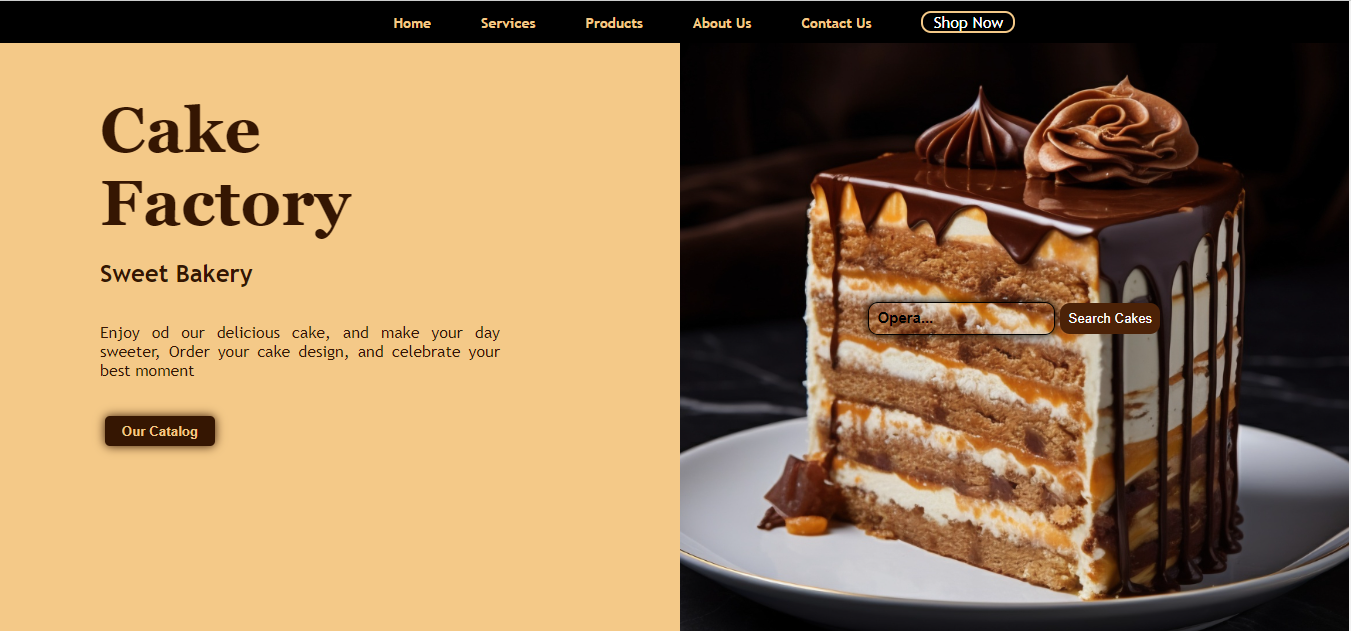 Home Services Products About Us Contact Us Shop Now
Cake
Factory
Sweet Bakery
Enjoy od our delicious cake, and make your day
sweeter, Order your cake design, and celebrate your
best moment
Our Catalog
Opera... Search Cakes